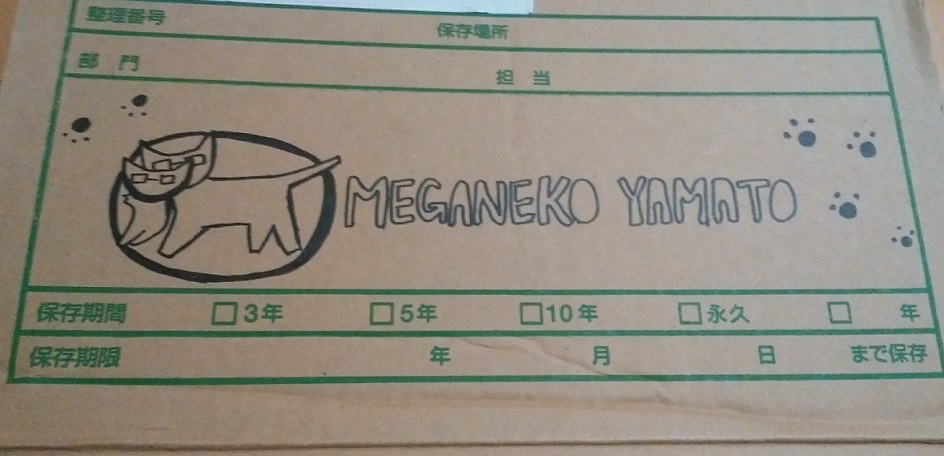 整理番号 保存場所
部 門 担 当
MEGANEKO YAMATO
保存期間 □3年 □5年 □10年 □永久 □ 年
保存期限 年 月 日 まで保存